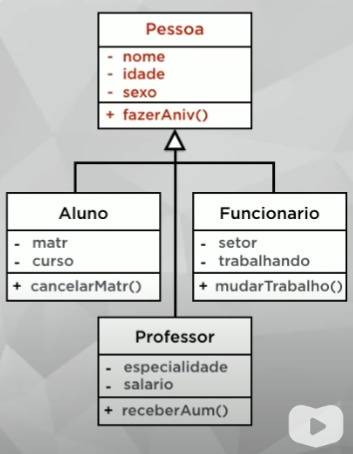 Pessoa
- nome
- idade
- sexo
+ fazerAniv()
Aluno
- matr
- curso
+ cancelarMatr()
Funcionario
- setor
- trabalhando
+ mudarTrabalho()
Professor
- especialidade
- salario
+ receberAum()